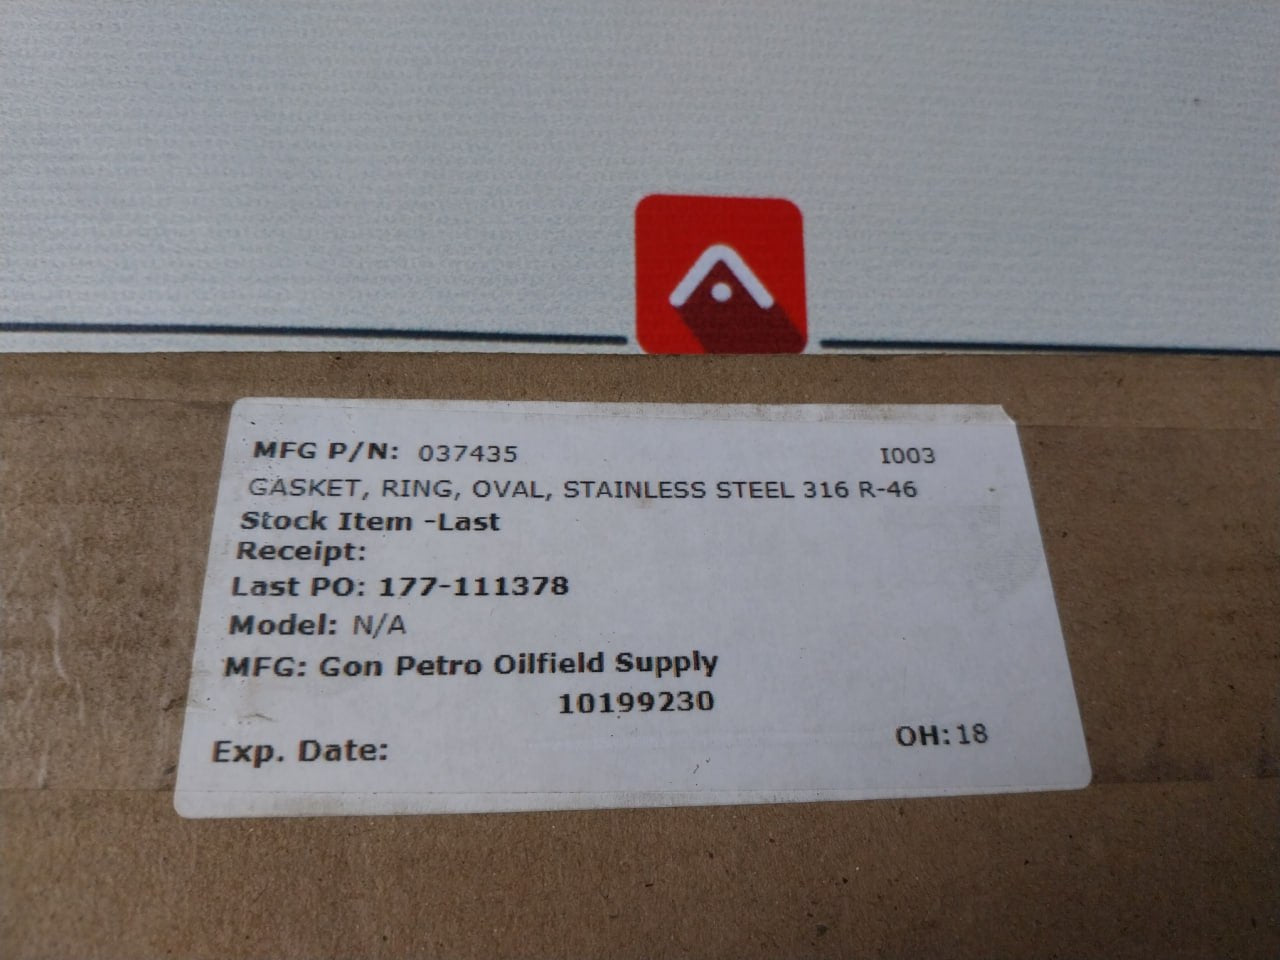 MFG P/N: 037435 I003
GASKET, RING, OVAL, STAINLESS STEEL 316 R-46
Stock Item -Last
Receipt:
Last PO: 177-111378
Model: N/A
MFG: Gon Petro Oilfield Supply
10199230
Exp. Date: OH: 18